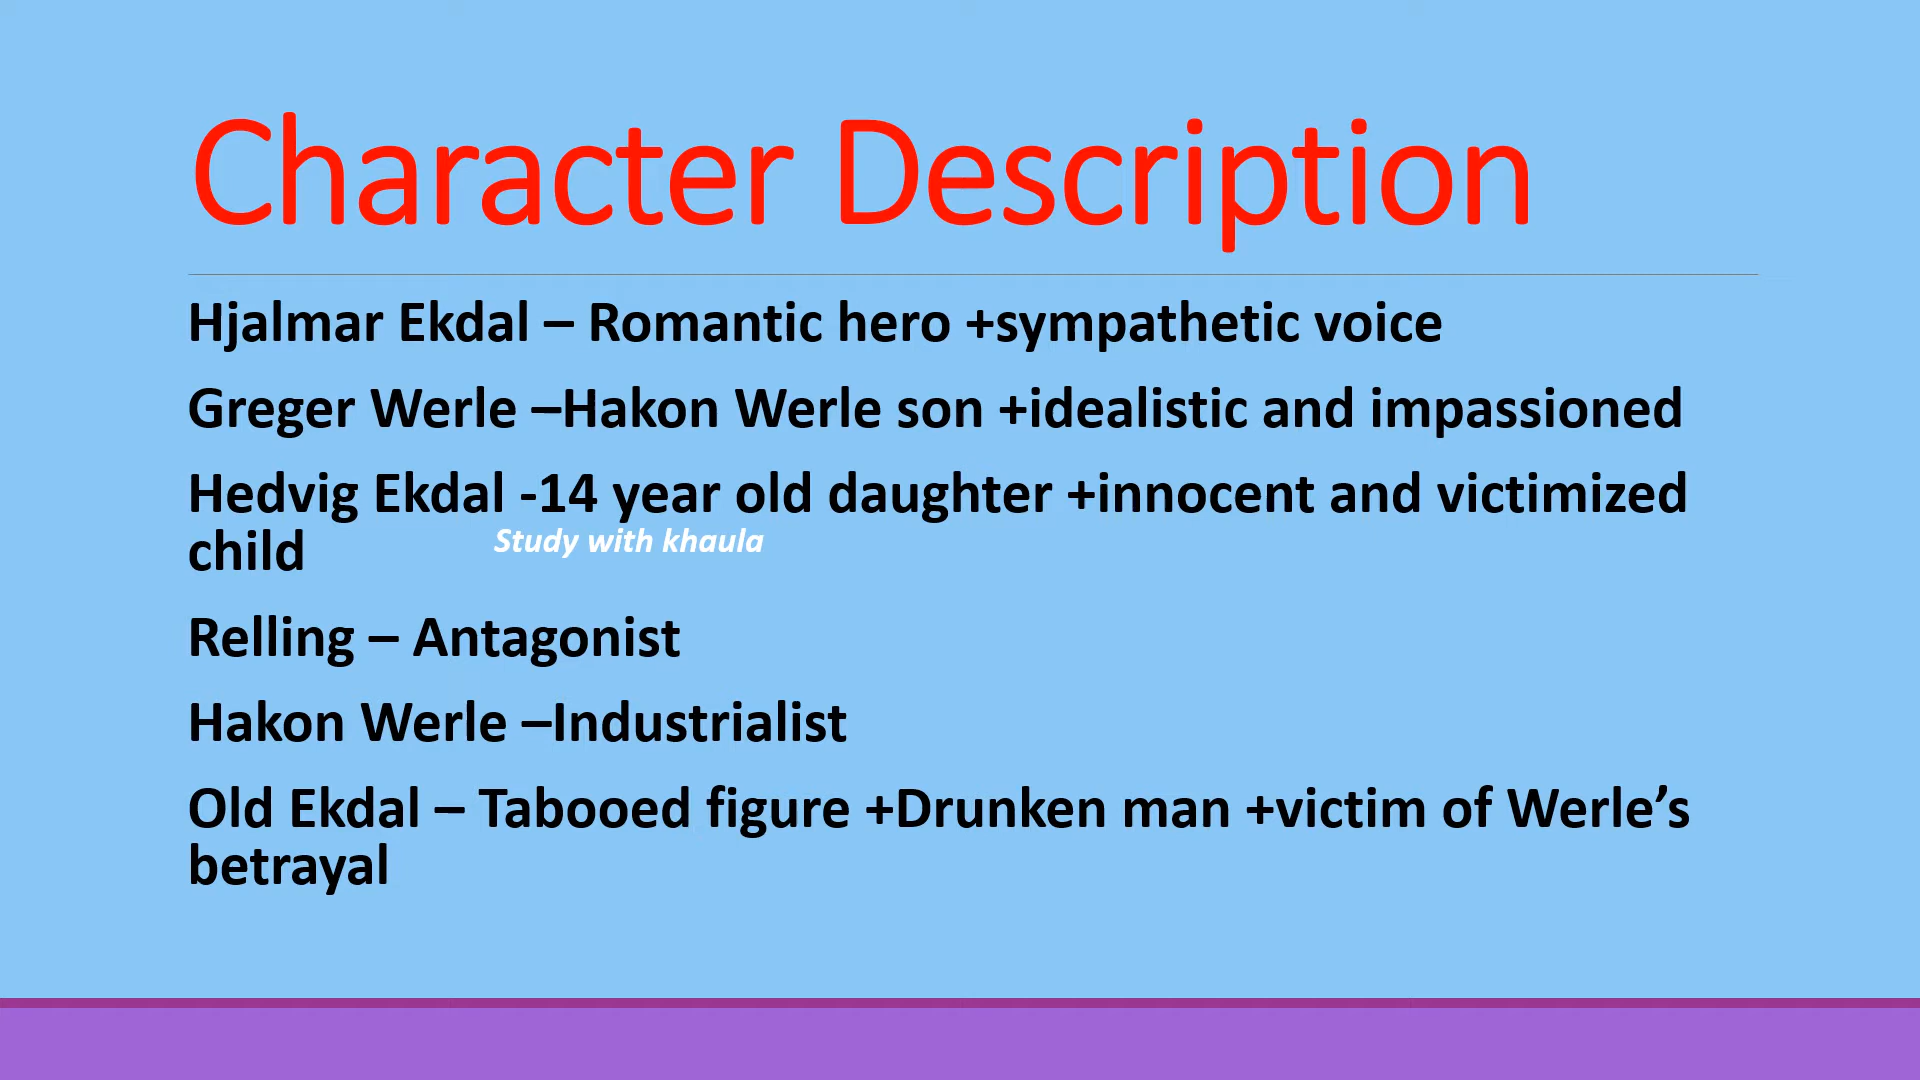 Character Description
Hjalmar Ekdal – Romantic hero +sympathetic voice
Greger Werle –Hakon Werle son +idealistic and impassioned
Hedvig Ekdal -14 year old daughter +innocent and victimized
child
Study with khaula
Relling – Antagonist
Hakon Werle –Industrialist
Old Ekdal – Tabooed figure +Drunken man +victim of Werle’s
betrayal